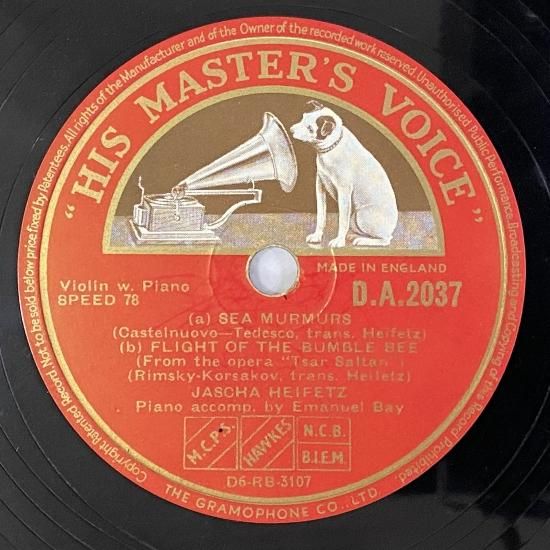 Copyright Patented Record. Not to be sold below price fixed by Patentees. All rights of the Manufacturer and of the Owner of the recorded work reserved. Unauthorised Public Performance, Broadcasting and Copying of this Record Prohibited.
"HIS MASTER'S VOICE"
MADE IN ENGLAND
Violin w. Piano
SPEED 78
D.A.2037
(a) SEA MURMURS
(Castelnuovo—Tedesco, trans. Heifetz)
(b) FLIGHT OF THE BUMBLE BEE
(From the opera "Tsar Saltan")
(Rimsky-Korsakov, trans. Heifetz)
JASCHA HEIFETZ
Piano accomp. by Emanuel Bay
M.C.P.S.
HAWKES
N.C.B.
B.I.E.M.
D6-RB-3107
THE GRAMOPHONE CO., LTD.